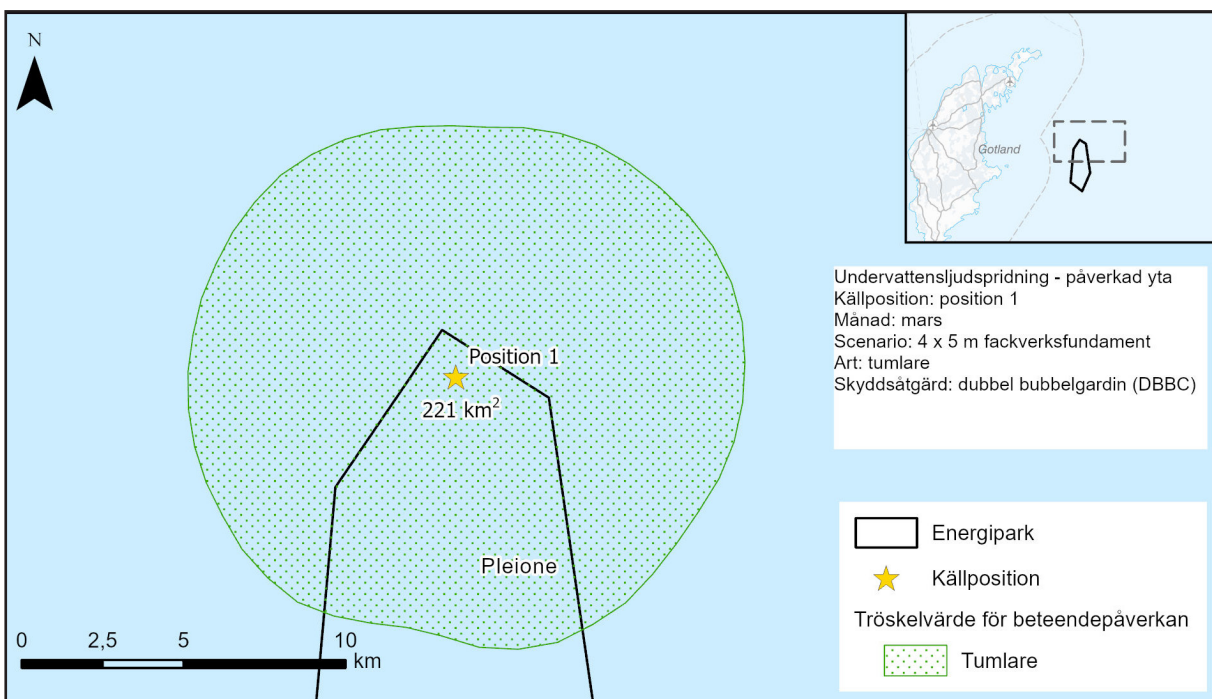 N
Gotland
Position 1
221 km²
Pleione
0 2,5 5 10
km
Undervattensljudspridning - påverkad yta
Källposition: position 1
Månad: mars
Scenario: 4 x 5 m fackverksfundament
Art: tumlare
Skyddsåtgärd: dubbel bubbelgardin (DBBC)
Energipark
Källposition
Tröskelvärde för beteendepåverkan
Tumlare